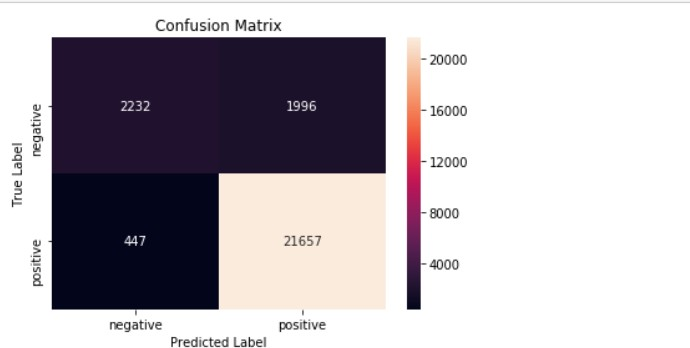 Confusion Matrix
True Label
negative
2232
1996
positive
447
21657
negative
positive
Predicted Label
20000
16000
12000
8000
4000